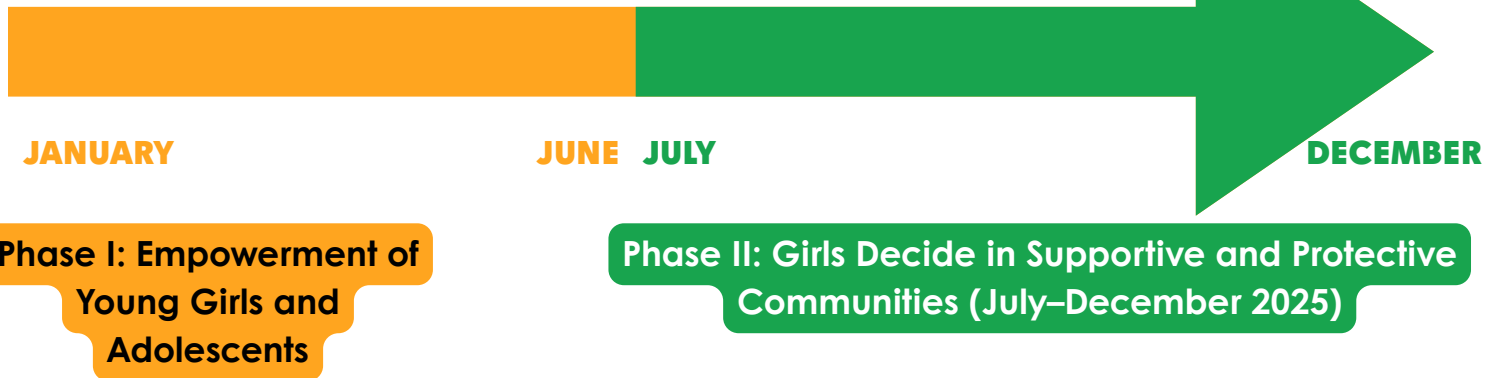 JANUARY
JUNE
JULY
DECEMBER
Phase I: Empowerment of
Young Girls and
Adolescents
Phase II: Girls Decide in Supportive and Protective
Communities (July–December 2025)